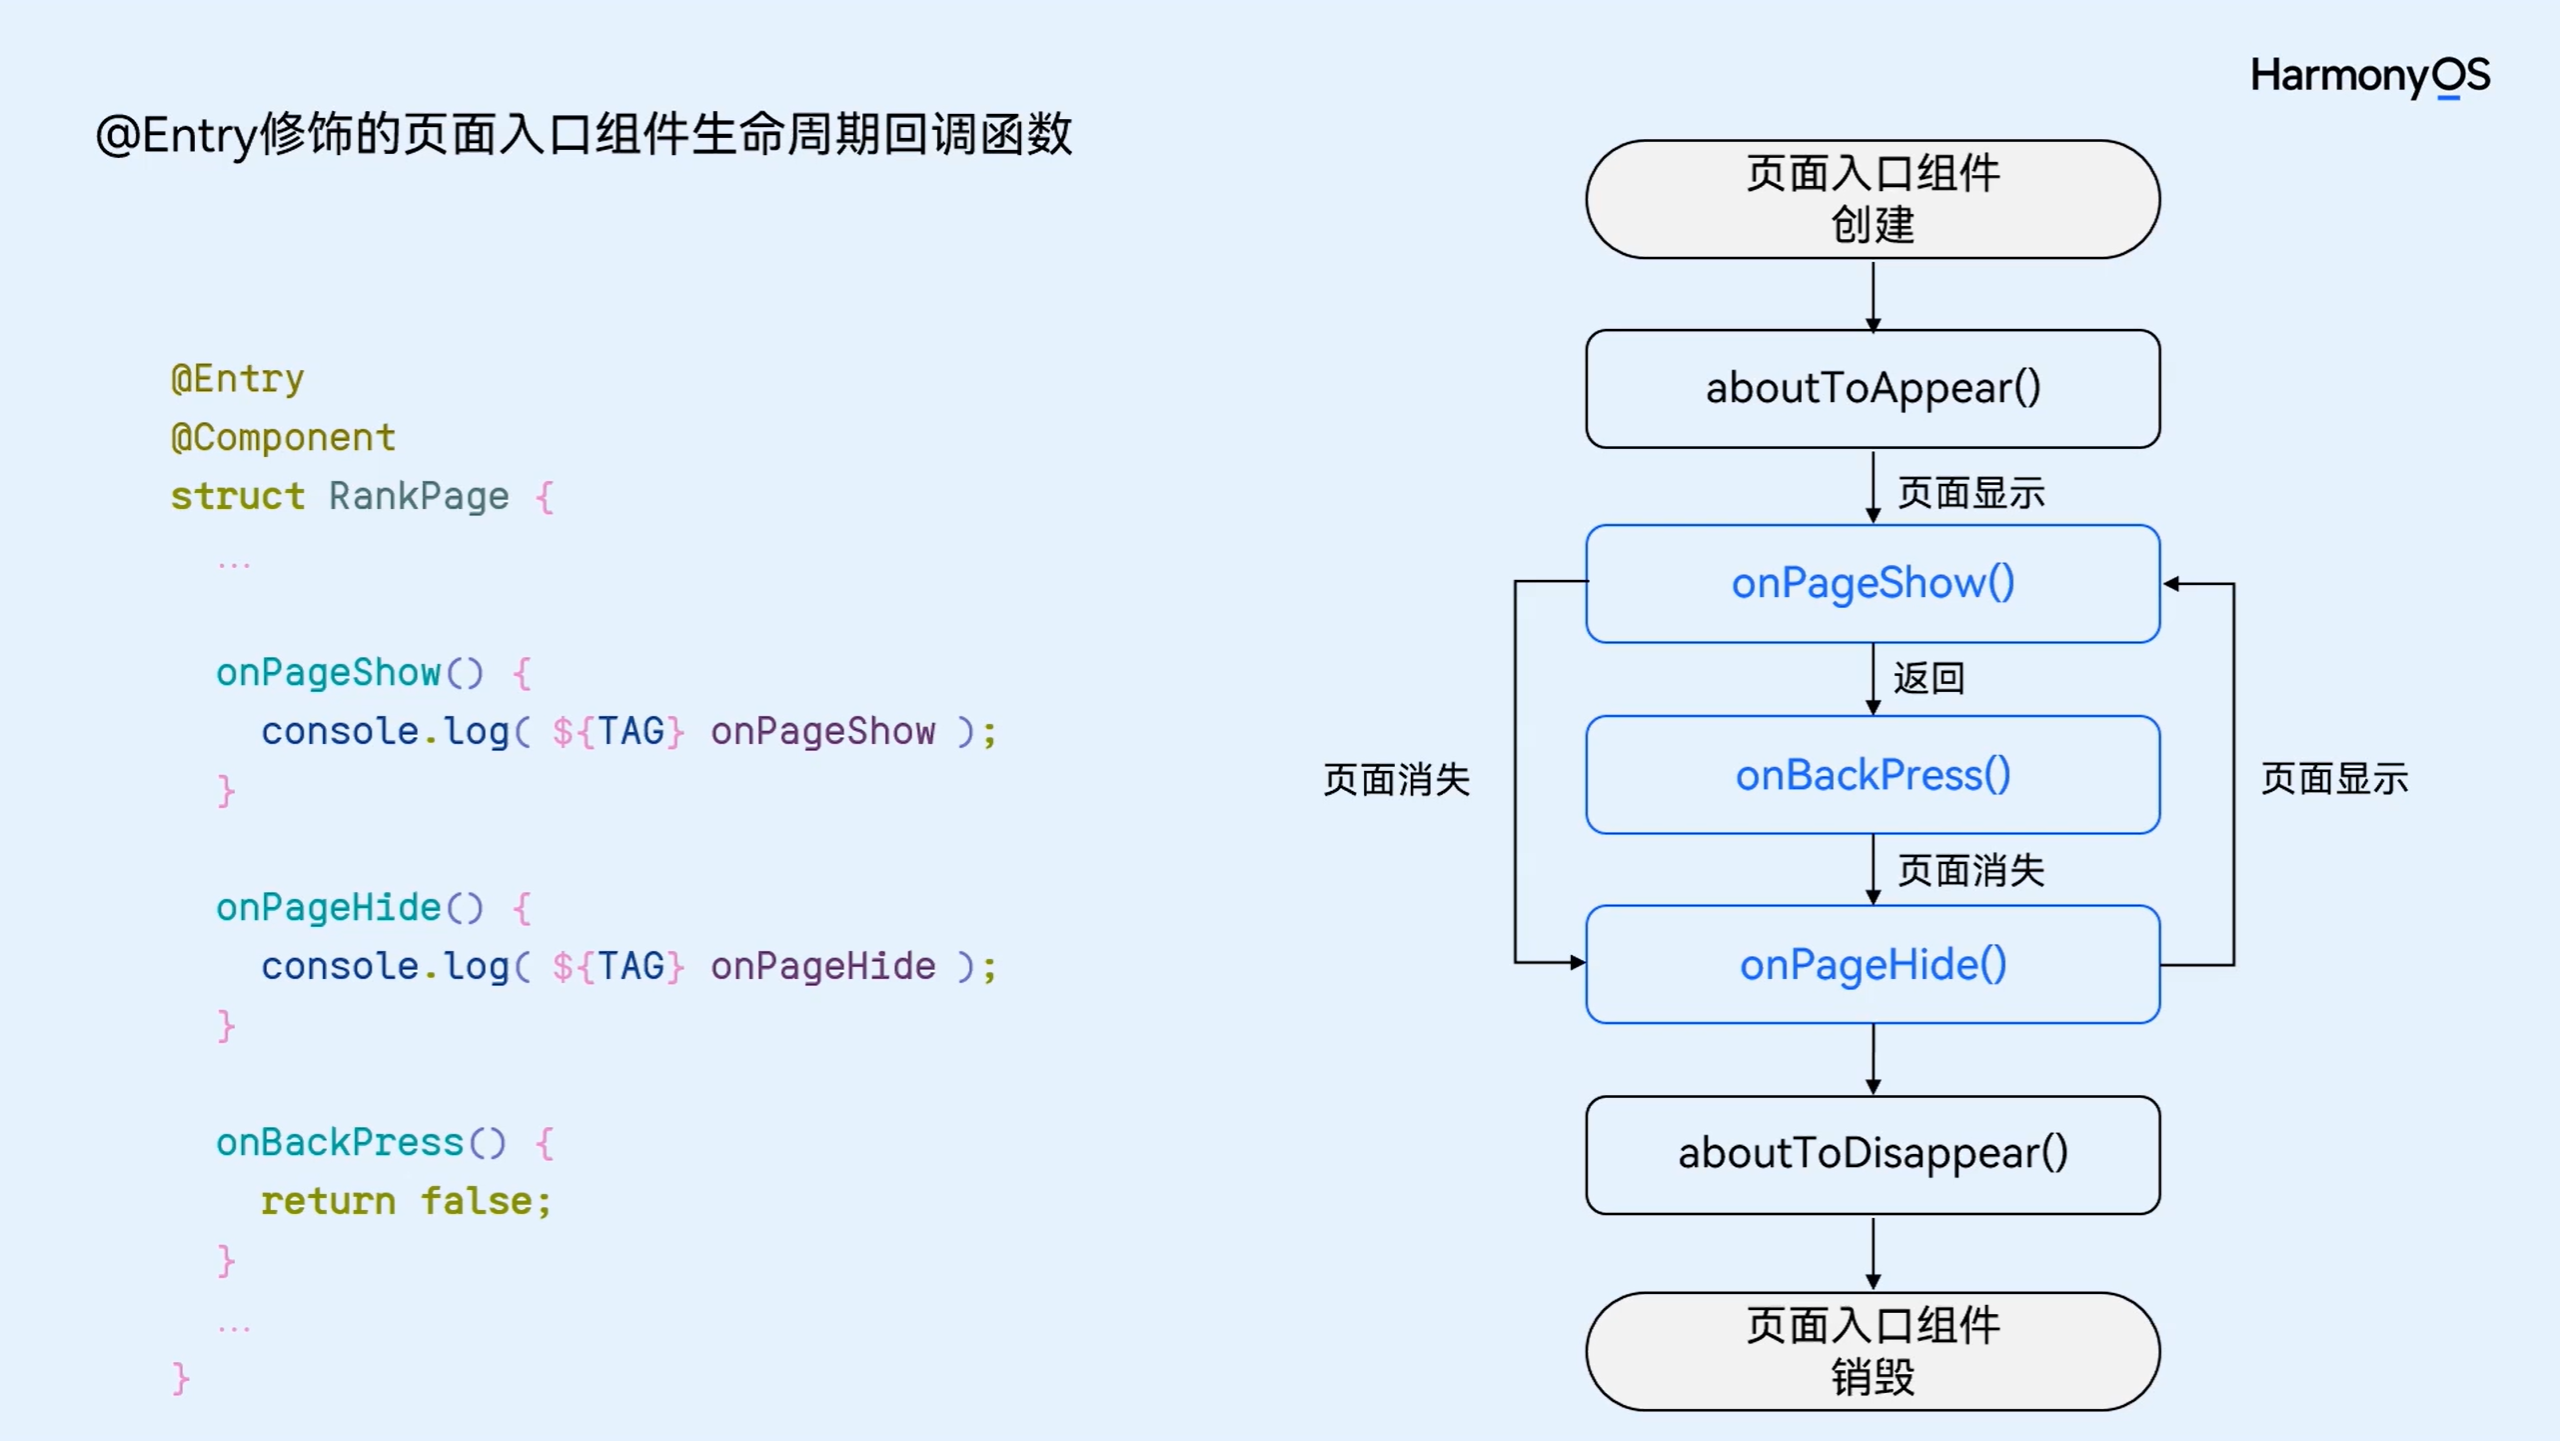 HarmonyOS
@Entry修饰的页面入口组件生命周期回调函数
@Entry
@Component
struct RankPage {
...
onPageShow() {
console.log( ${TAG} onPageShow );
}
onPageHide() {
console.log( ${TAG} onPageHide );
}
onBackPress() {
return false;
}
...
}
页面入口组件
创建
aboutToAppear()
页面显示
onPageShow()
返回
onBackPress()
页面消失
页面显示
页面消失
onPageHide()
aboutToDisappear()
页面入口组件
销毁